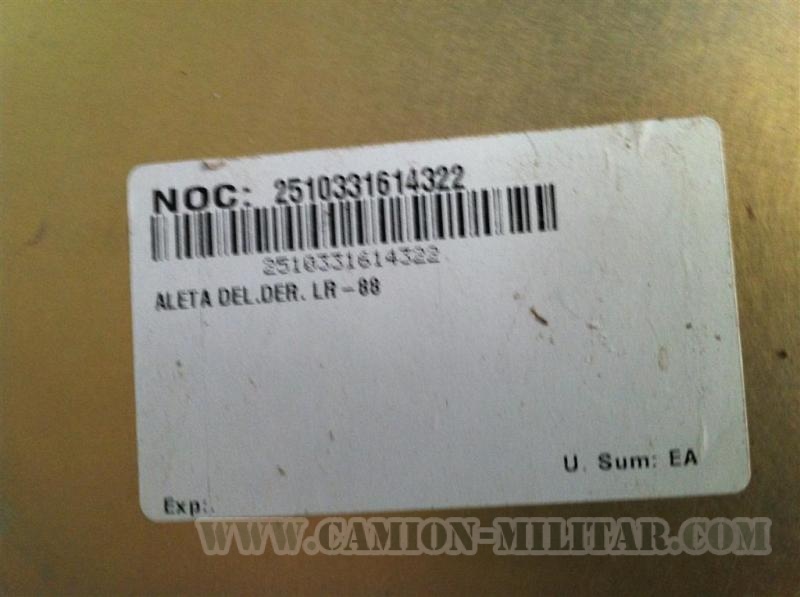 NOC: 2510331614322
2510331614322
ALETA DEL.DER. LR-88
U. Sum: EA
Exp:.
WWW.CAMION-MILITAR.COM